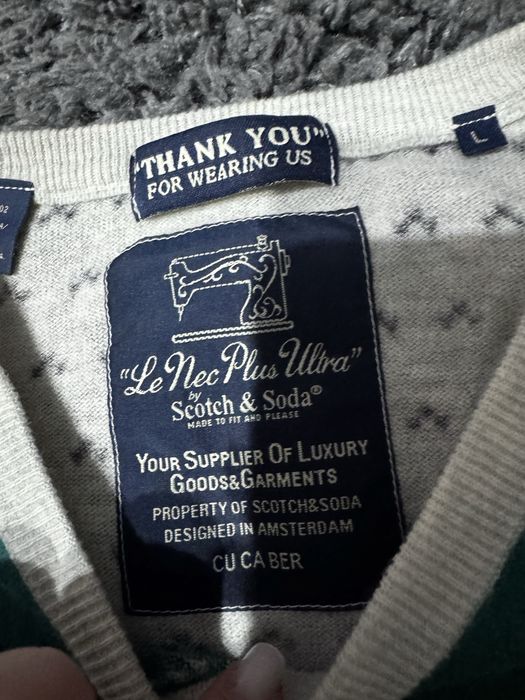 "THANK YOU"
FOR WEARING US
L
02
"Le Nec Plus Ultra"
by
Scotch & Soda®
MADE TO FIT AND PLEASE
YOUR SUPPLIER OF LUXURY
GOODS&GARMENTS
PROPERTY OF SCOTCH&SODA
DESIGNED IN AMSTERDAM
CU CA BER